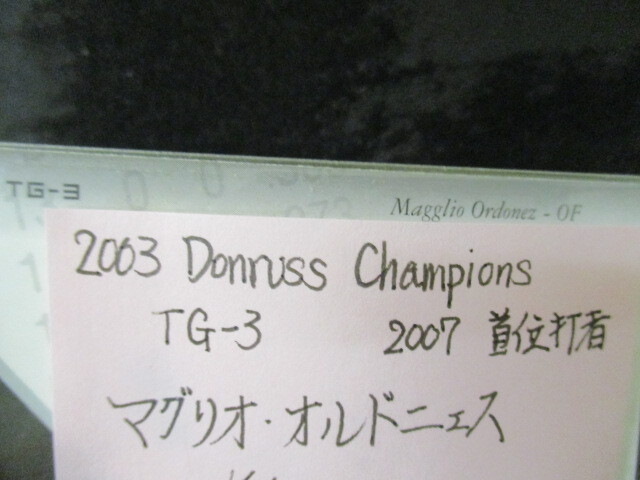 TG-3
Magglio Ordonez - OF
2003 Donruss Champions
TG-3 2007 首位打者
マグリオ・オルドニェス